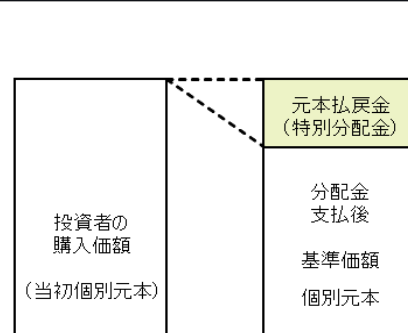 投資者の
購入価額
（当初個別元本）
元本払戻金
（特別分配金）
分配金
支払後
基準価額
個別元本